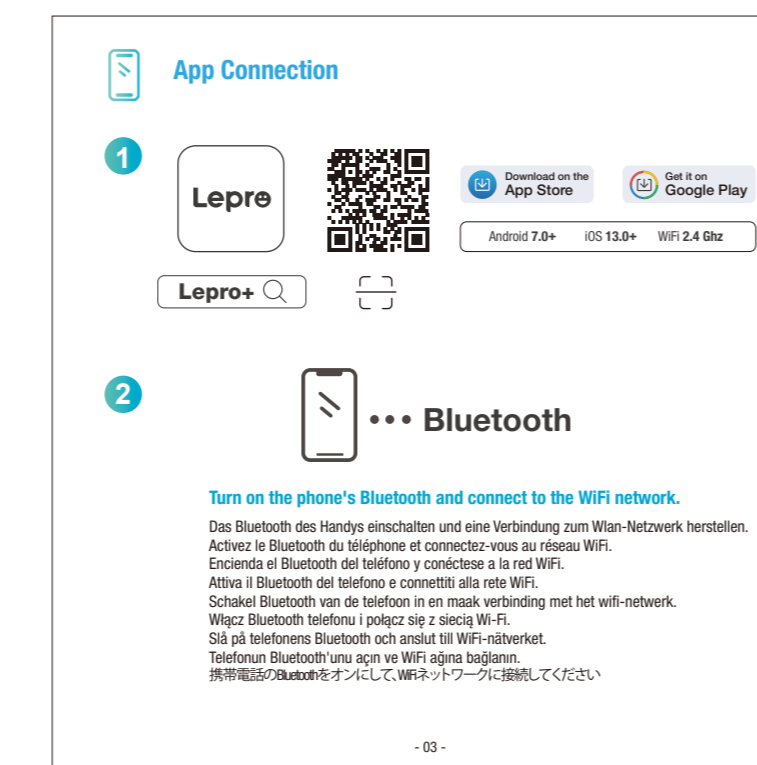 App Connection
1
Lepro
Download on the
App Store
Get it on
Google Play
Android 7.0+ iOS 13.0+ WiFi 2.4 Ghz
Lepro+
2
Bluetooth
Turn on the phone's Bluetooth and connect to the WiFi network.
Das Bluetooth des Handys einschalten und eine Verbindung zum Wlan-Netzwerk herstellen.
Activez le Bluetooth du téléphone et connectez-vous au réseau WiFi.
Encienda el Bluetooth del teléfono y conéctese a la red WiFi.
Attiva il Bluetooth del telefono e connettiti alla rete WiFi.
Schakel Bluetooth van de telefoon in en maak verbinding met het wifi-netwerk.
Włącz Bluetooth telefonu i połącz się z siecią Wi-Fi.
Slå på telefonens Bluetooth och anslut till WiFi-nätverket.
Telefonun Bluetooth'unu açın ve WiFi ağına bağlanın.
携帯電話のBluetoothをオンにして、WiFiネットワークに接続してください
- 03 -